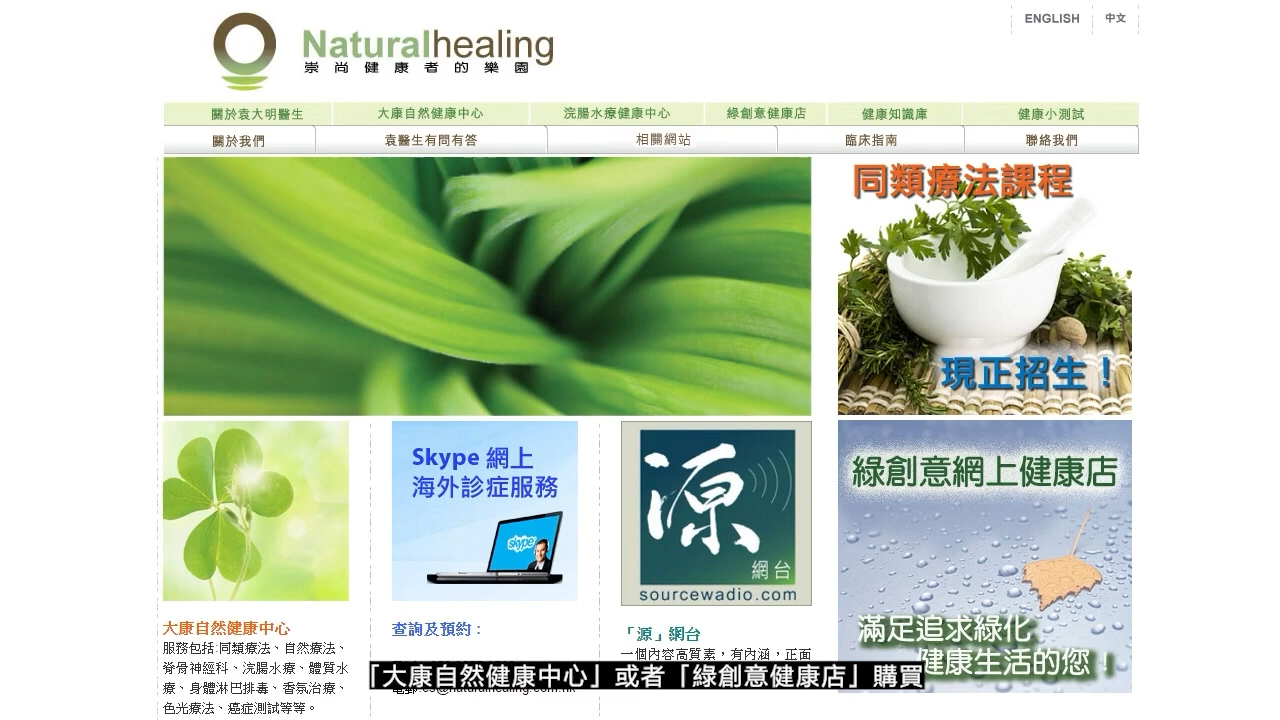 ENGLISH
中文
Naturalhealing
崇尚健康者的樂園
關於袁大明醫生
大康自然健康中心
浣腸水療健康中心
綠創意健康店
健康知識庫
健康小測試
關於我們
袁醫生有問有答
相關網站
臨床指南
聯絡我們
同類療法課程
現正招生！
Skype 網上
海外診症服務
skype
源
網台
sourcewadio.com
綠創意網上健康店
滿足追求綠化
健康生活的您！
大康自然健康中心
服務包括:同類療法、自然療法、
脊骨神經科、浣腸水療、體質水
療、身體淋巴排毒、香氛治療、
色光療法、癌症測試等等。
查詢及預約：
「源」網台
一個內容高質素，有內涵，正面
「大康自然健康中心」或者「綠創意健康店」購買